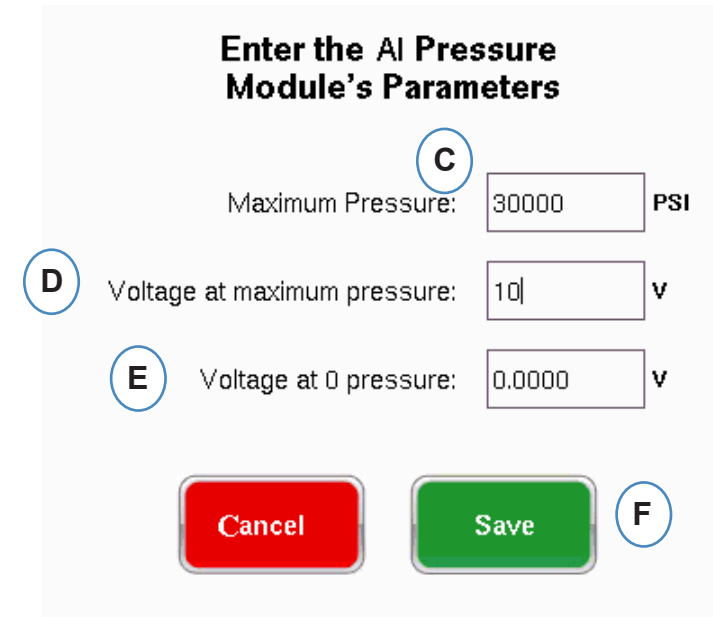 Enter the AI Pressure
Module's Parameters
C
Maximum Pressure: 30000 PSI
D Voltage at maximum pressure: 10 V
E Voltage at 0 pressure: 0.0000 V
Cancel Save F